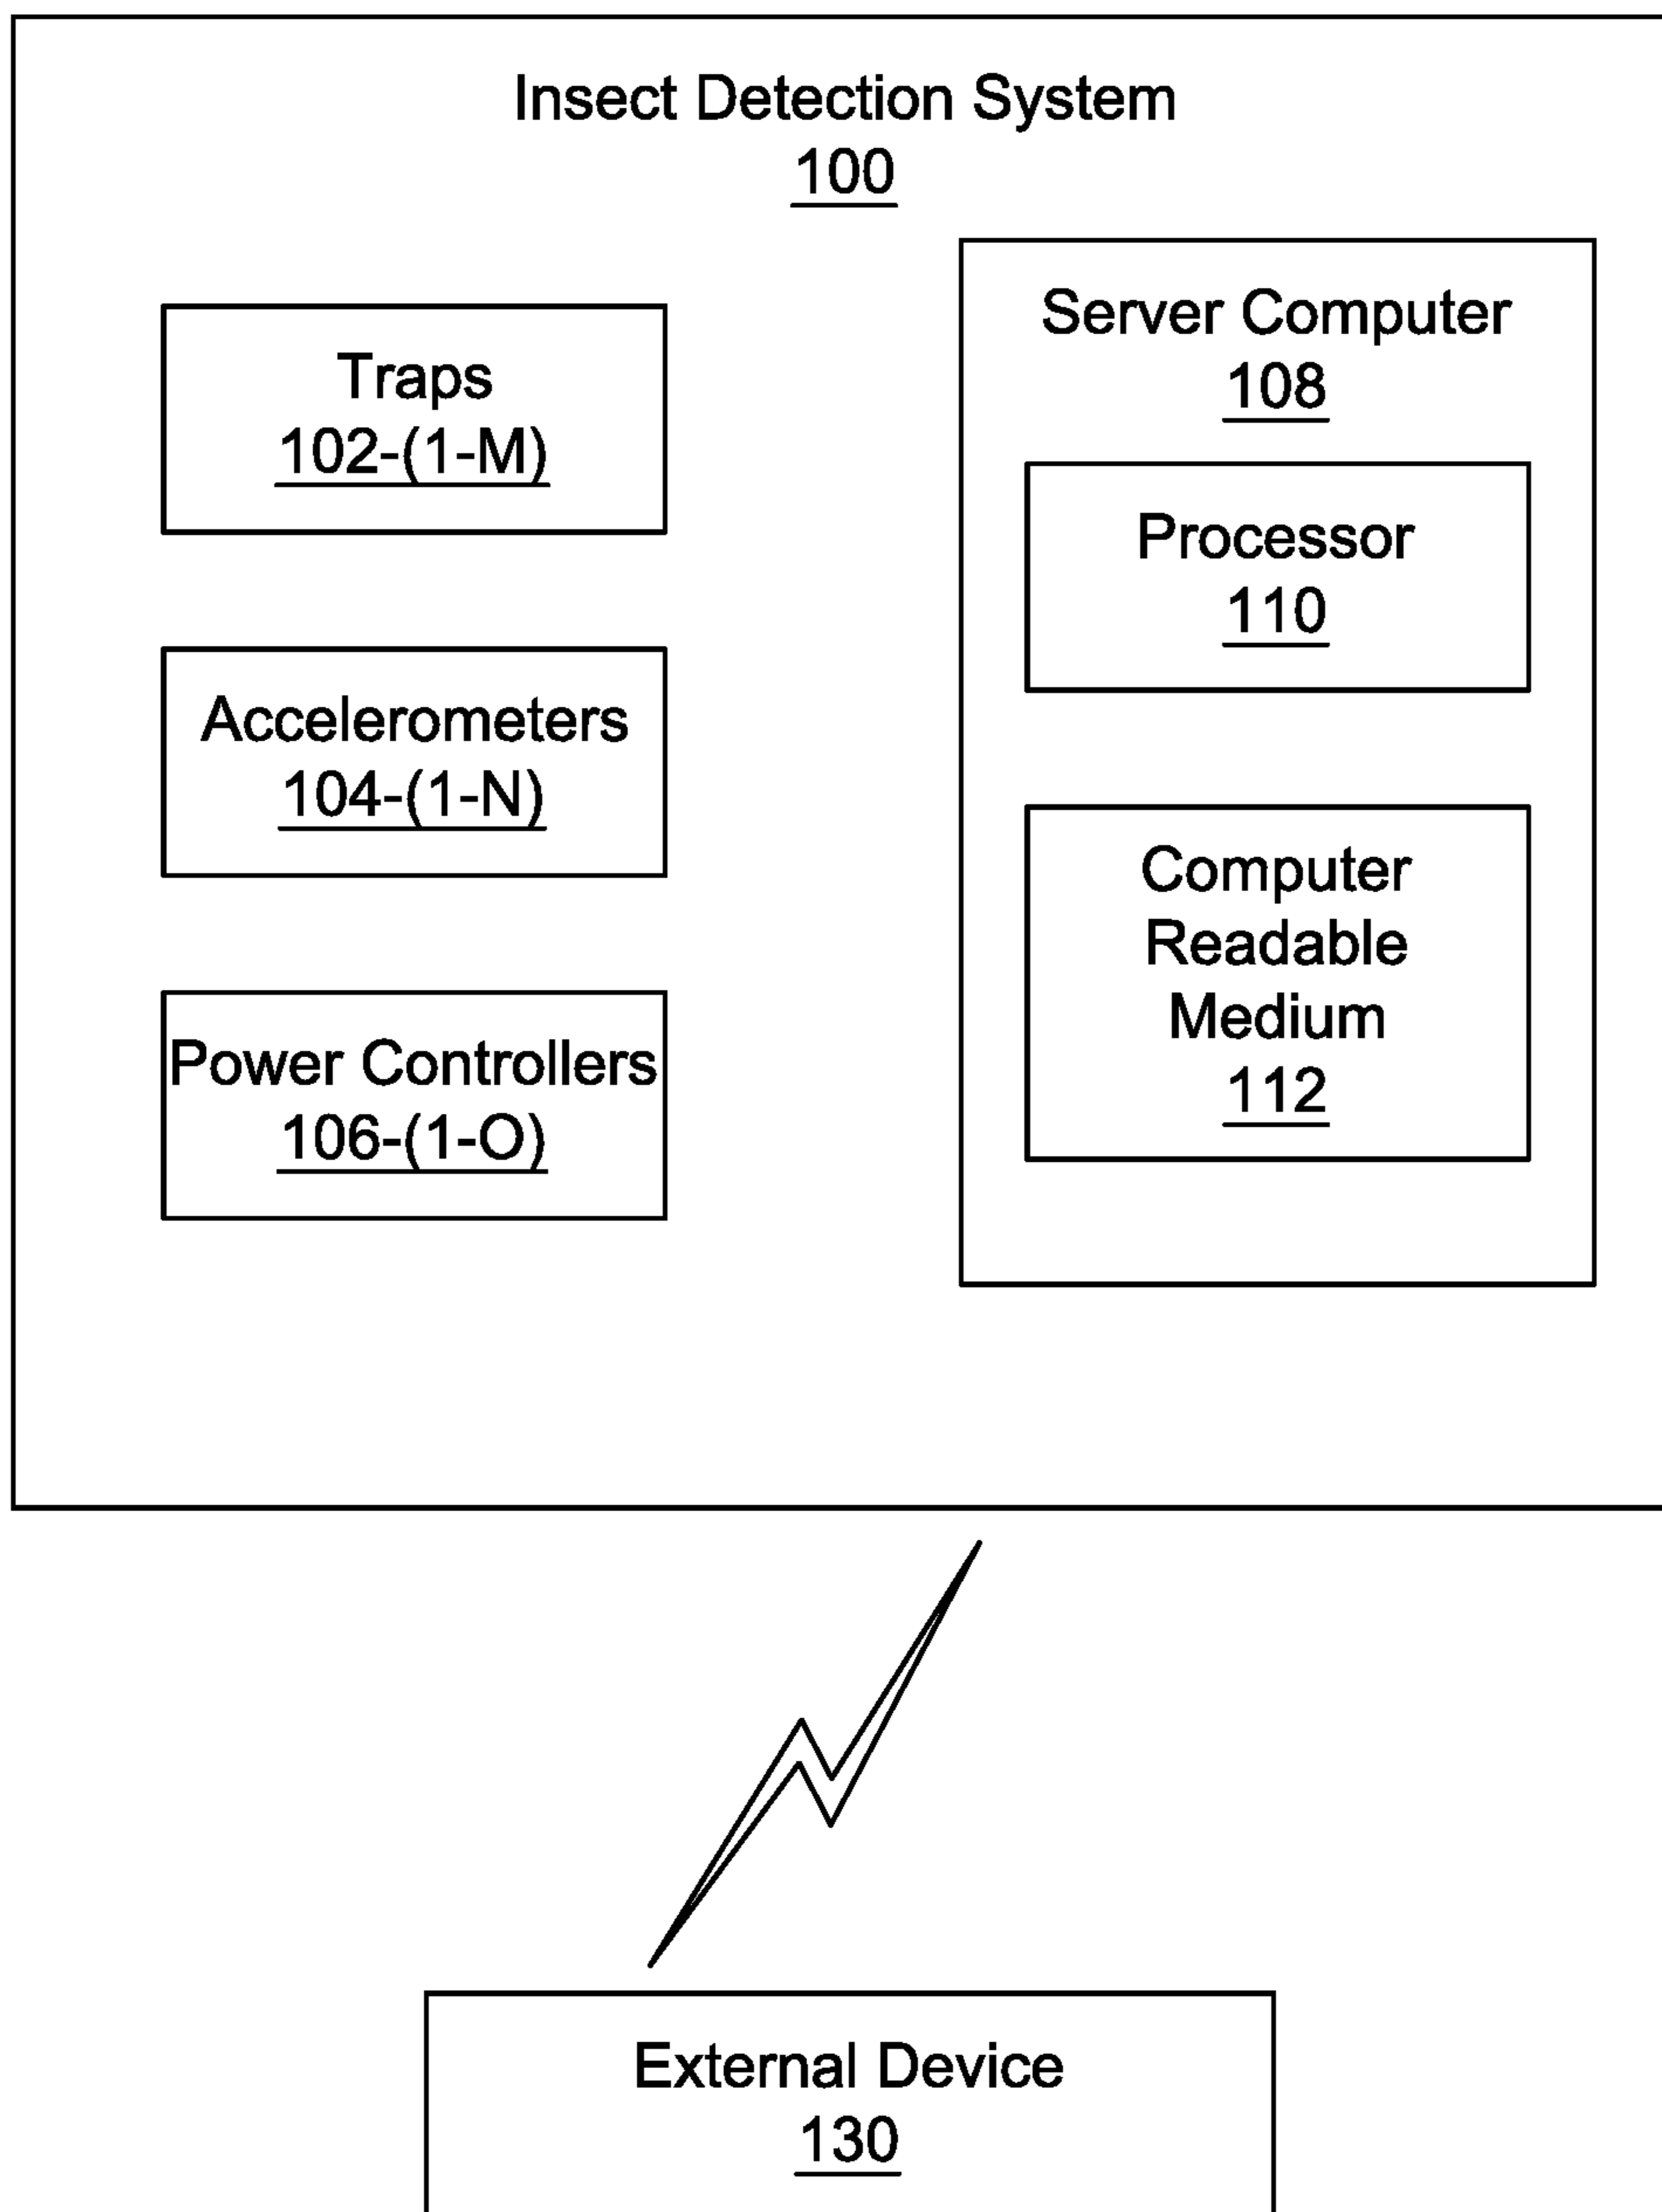 Insect Detection System
100
Traps
102-(1-M)
Accelerometers
104-(1-N)
Power Controllers
106-(1-O)
Server Computer
108
Processor
110
Computer
Readable
Medium
112
External Device
130